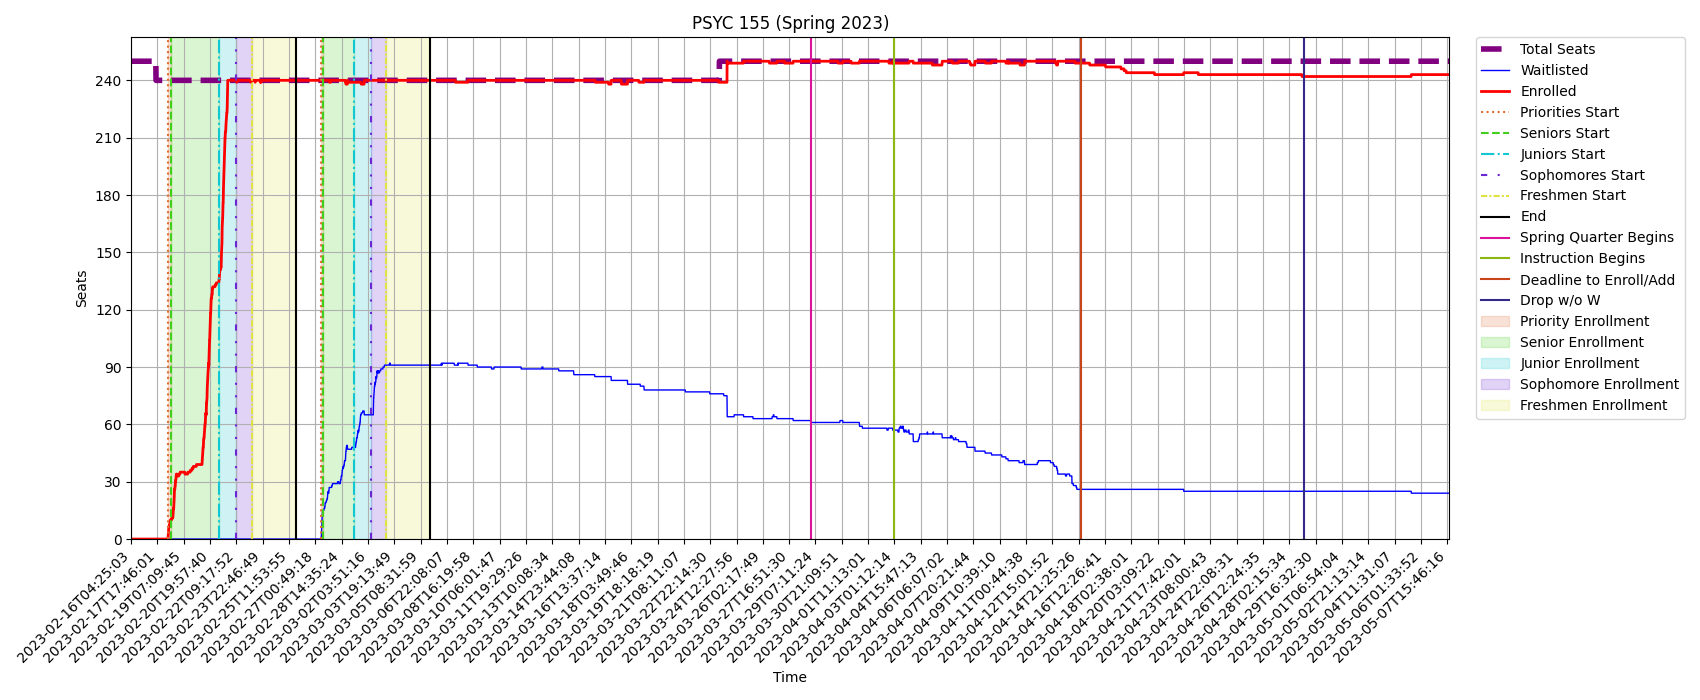 PSYC 155 (Spring 2023)
Seats
240
210
180
150
120
90
60
30
0
2023-02-16T04:25:03
2023-02-17T17:46:01
2023-02-19T07:09:45
2023-02-20T19:57:40
2023-02-22T09:17:52
2023-02-23T22:46:49
2023-02-25T11:53:55
2023-02-27T00:49:18
2023-02-28T14:35:24
2023-03-02T03:51:16
2023-03-03T19:13:49
2023-03-05T08:31:59
2023-03-06T22:08:07
2023-03-08T16:19:58
2023-03-10T06:01:47
2023-03-11T19:29:26
2023-03-13T10:08:34
2023-03-14T23:44:08
2023-03-16T13:37:14
2023-03-18T03:49:46
2023-03-19T18:18:19
2023-03-21T08:11:07
2023-03-22T22:14:30
2023-03-24T12:27:56
2023-03-26T02:17:49
2023-03-27T16:51:30
2023-03-29T07:11:24
2023-03-30T21:09:51
2023-04-01T11:13:01
2023-04-03T01:12:14
2023-04-04T15:47:13
2023-04-06T06:07:02
2023-04-07T20:21:44
2023-04-09T10:39:10
2023-04-11T00:44:38
2023-04-12T15:01:52
2023-04-14T21:25:26
2023-04-16T12:26:41
2023-04-18T02:38:01
2023-04-20T03:09:22
2023-04-21T17:42:01
2023-04-23T08:00:43
2023-04-24T22:08:31
2023-04-26T12:24:35
2023-04-28T02:15:34
2023-04-29T16:32:30
2023-05-01T06:54:04
2023-05-02T21:13:14
2023-05-04T11:31:07
2023-05-06T01:33:52
2023-05-07T15:46:16
Time
Total Seats
Waitlisted
Enrolled
Priorities Start
Seniors Start
Juniors Start
Sophomores Start
Freshmen Start
End
Spring Quarter Begins
Instruction Begins
Deadline to Enroll/Add
Drop w/o W
Priority Enrollment
Senior Enrollment
Junior Enrollment
Sophomore Enrollment
Freshmen Enrollment